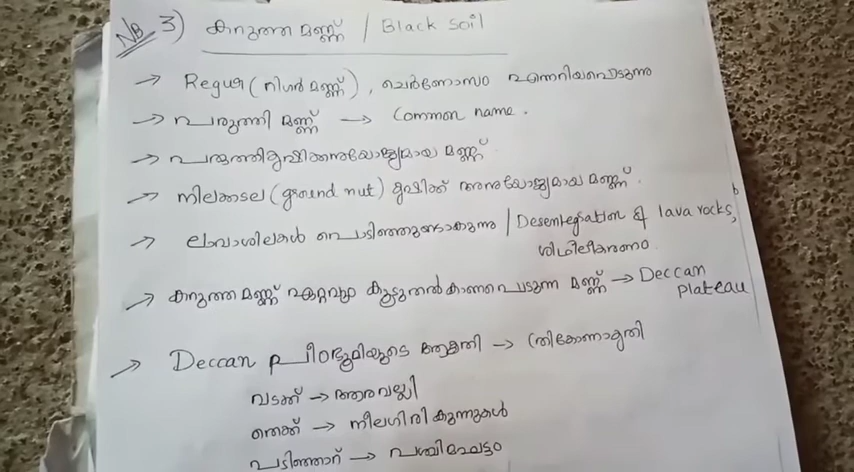 NB 3) കറുത്ത മണ്ണ് / Black Soil
→ Regur (റിഗർ മണ്ണ്), ചെർണോസം എന്നറിയപ്പെടുന്നു
→ പരുത്തി മണ്ണ് → Common name.
→ പരുത്തികൃഷിക്കനുയോജ്യമായ മണ്ണ്.
→ നിലക്കടല (ground nut) കൃഷിക്ക് അനുയോജ്യമായ മണ്ണ്.
→ ലാവാശിലകൾ പൊടിഞ്ഞുണ്ടാകുന്നു / Desentegration of lava rocks,
ശിഥിലീകരണം
→ കറുത്ത മണ്ണ് ഏറ്റവും കൂടുതൽ കാണപ്പെടുന്ന മണ്ണ് → Deccan
plateau
→ Deccan പീഠഭൂമിയുടെ ആകൃതി → ത്രികോണാകൃതി
വടക്ക് → ആരവല്ലി
തെക്ക് → നീലഗിരി കുന്നുകൾ
പടിഞ്ഞാറ് → പശ്ചിമഘട്ടം